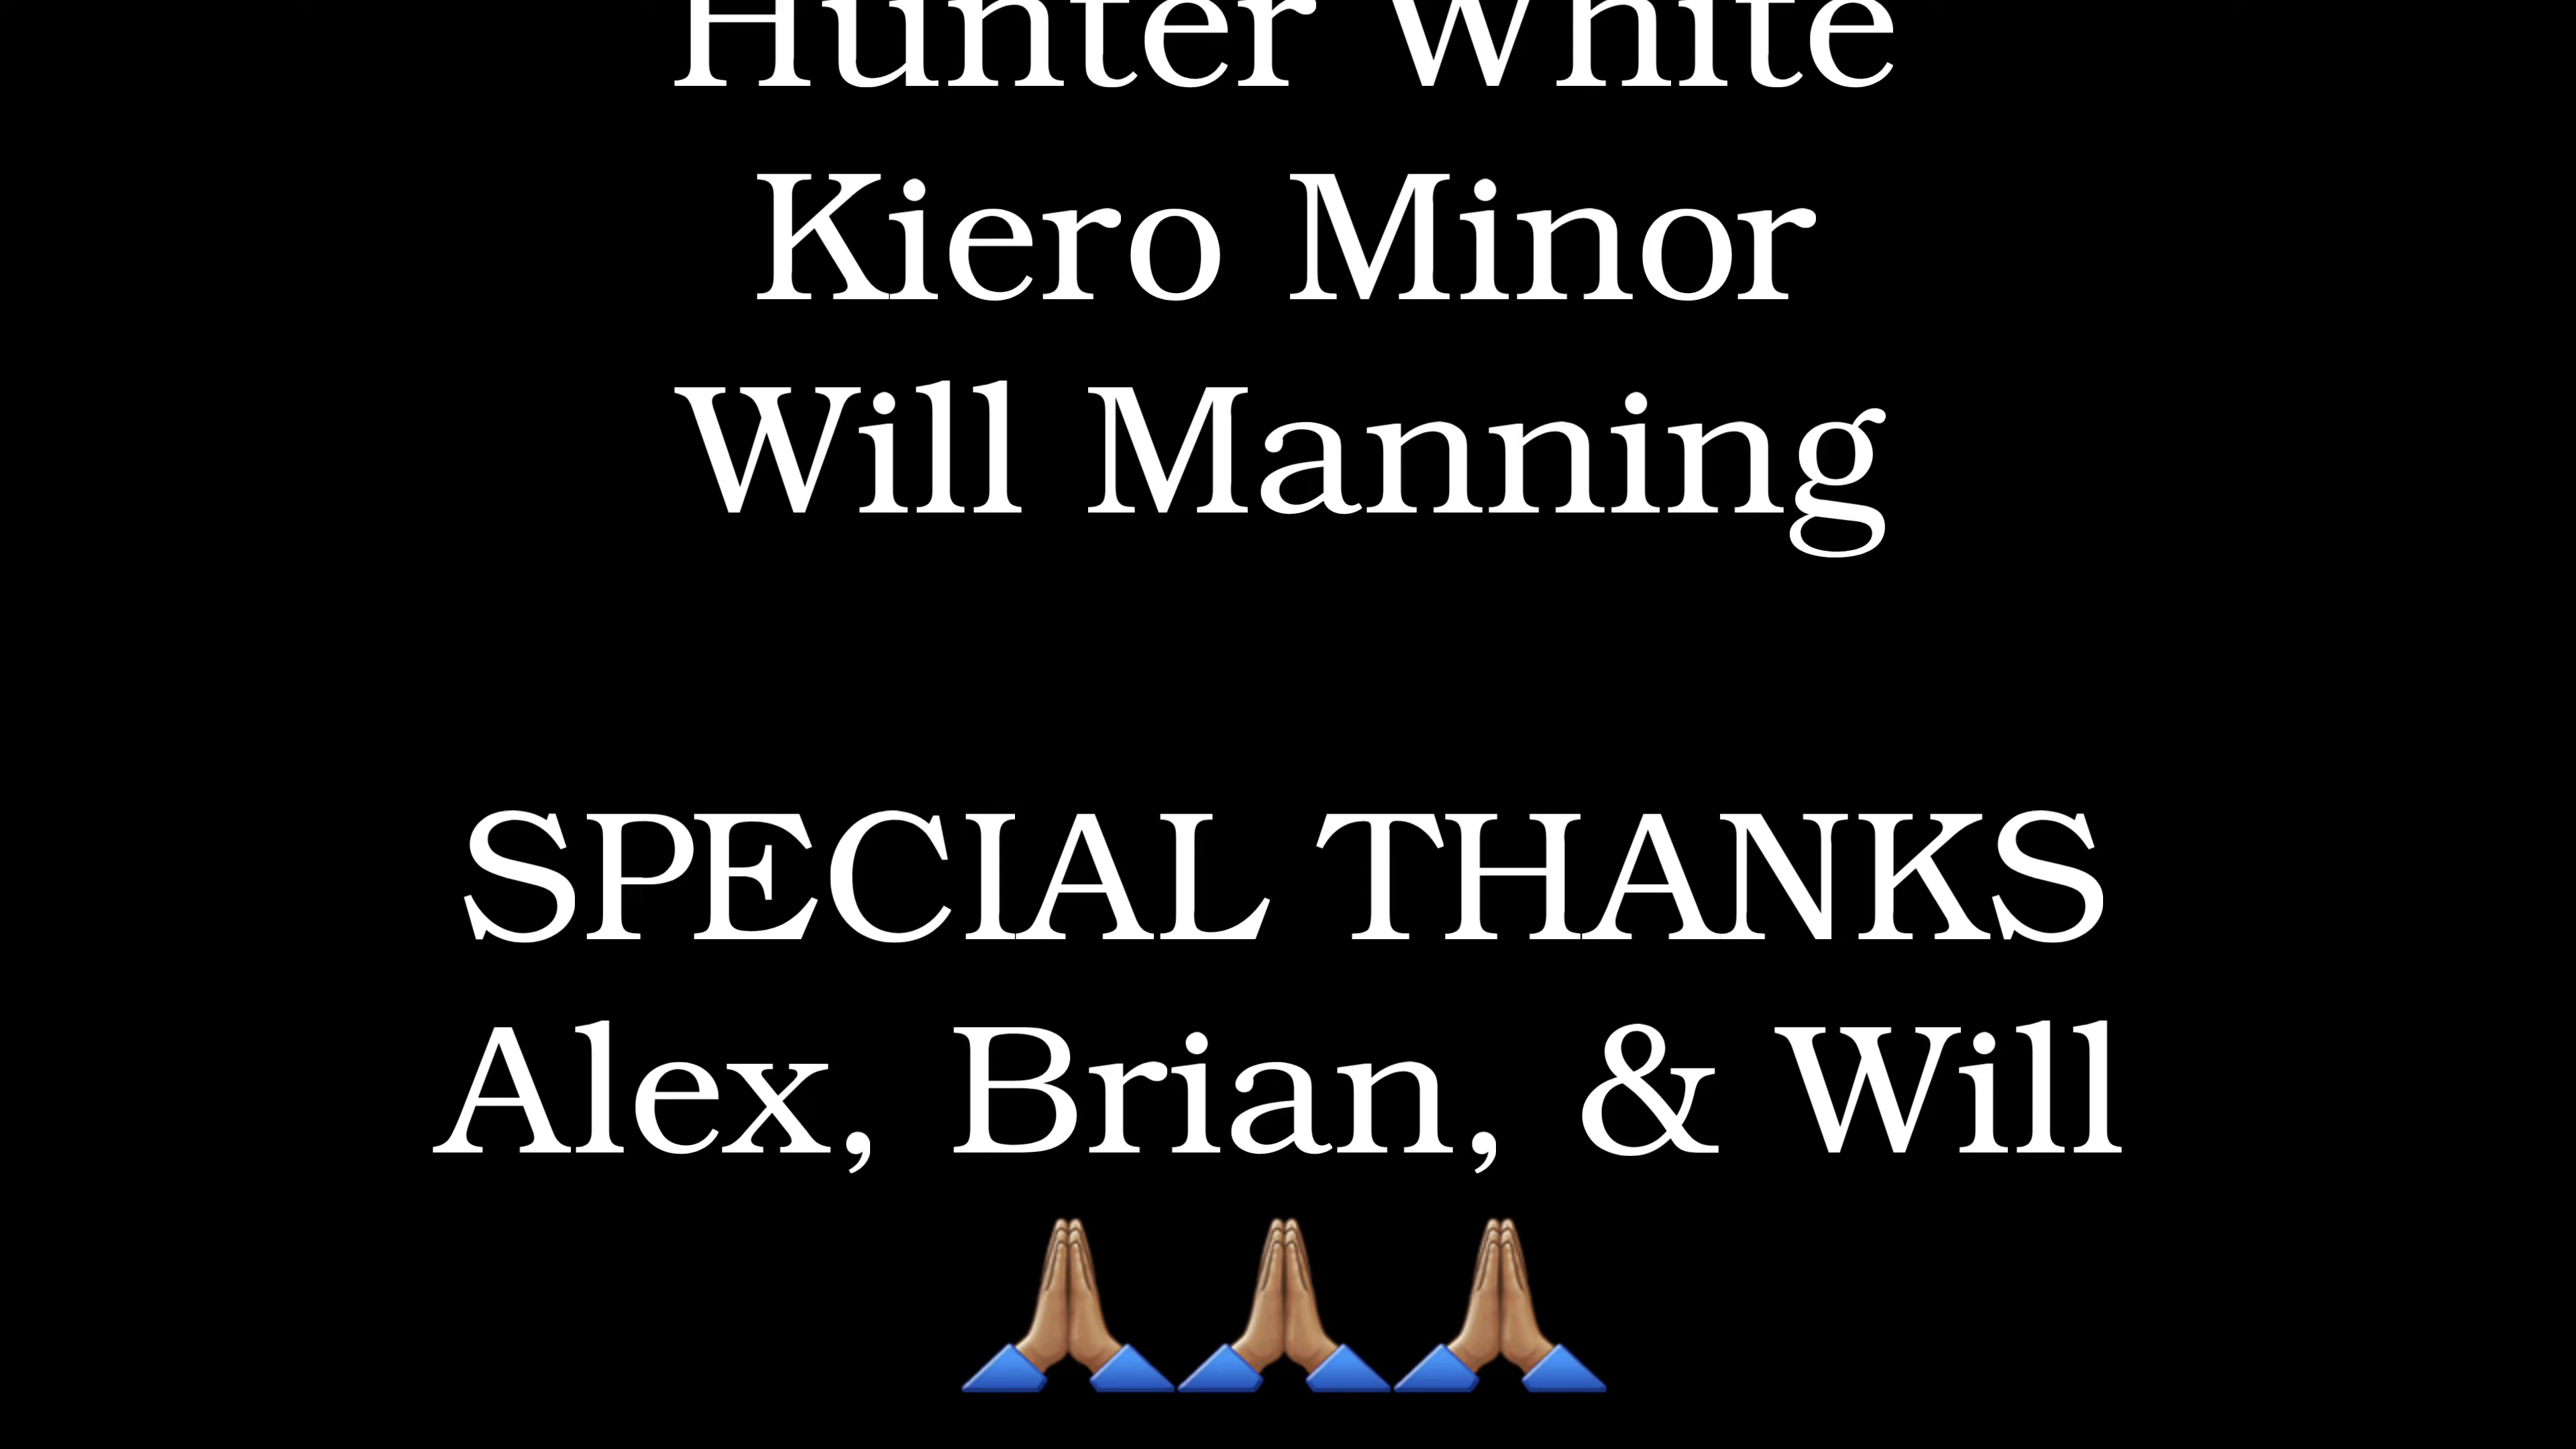 Hunter White
Kiero Minor
Will Manning
SPECIAL THANKS
Alex, Brian, & Will
🙏🏽🙏🏽🙏🏽